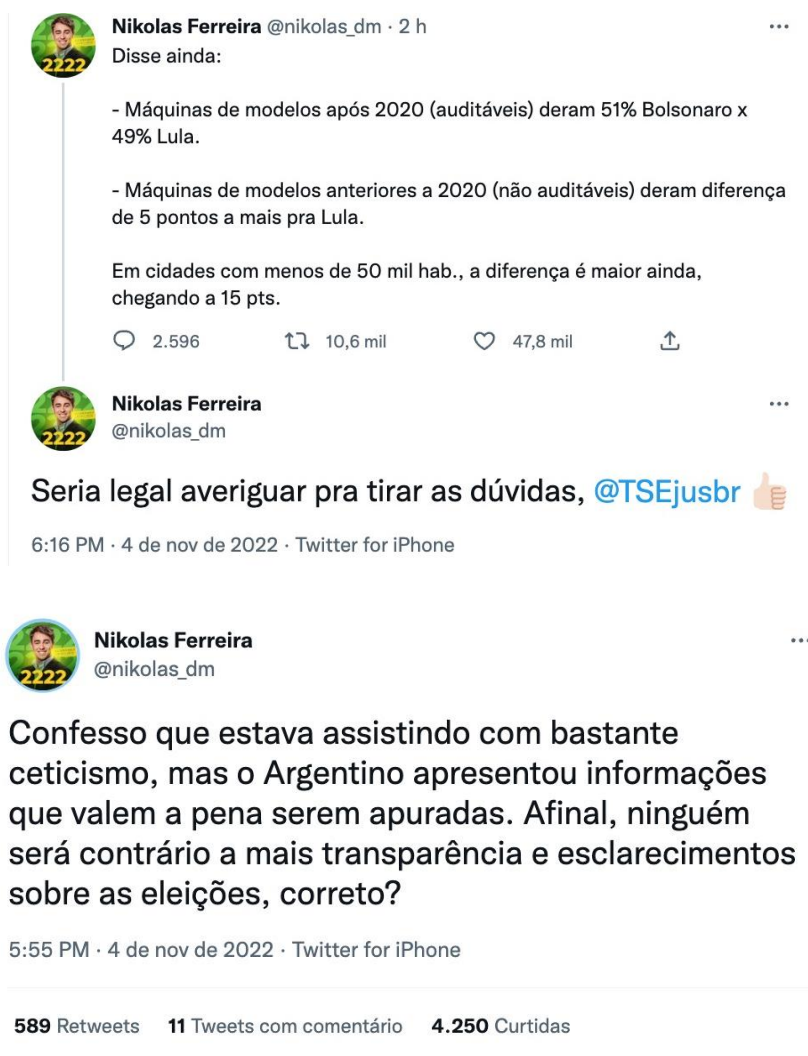 Nikolas Ferreira @nikolas_dm · 2 h
Disse ainda:
- Máquinas de modelos após 2020 (auditáveis) deram 51% Bolsonaro x
49% Lula.
- Máquinas de modelos anteriores a 2020 (não auditáveis) deram diferença
de 5 pontos a mais pra Lula.
Em cidades com menos de 50 mil hab., a diferença é maior ainda,
chegando a 15 pts.
2.596 10,6 mil 47,8 mil
2222
Nikolas Ferreira
@nikolas_dm
2222
Seria legal averiguar pra tirar as dúvidas, @TSEjusbr 👍🏻
6:16 PM · 4 de nov de 2022 · Twitter for iPhone
Nikolas Ferreira
@nikolas_dm
2222
Confesso que estava assistindo com bastante
ceticismo, mas o Argentino apresentou informações
que valem a pena serem apuradas. Afinal, ninguém
será contrário a mais transparência e esclarecimentos
sobre as eleições, correto?
5:55 PM · 4 de nov de 2022 · Twitter for iPhone
589 Retweets 11 Tweets com comentário 4.250 Curtidas